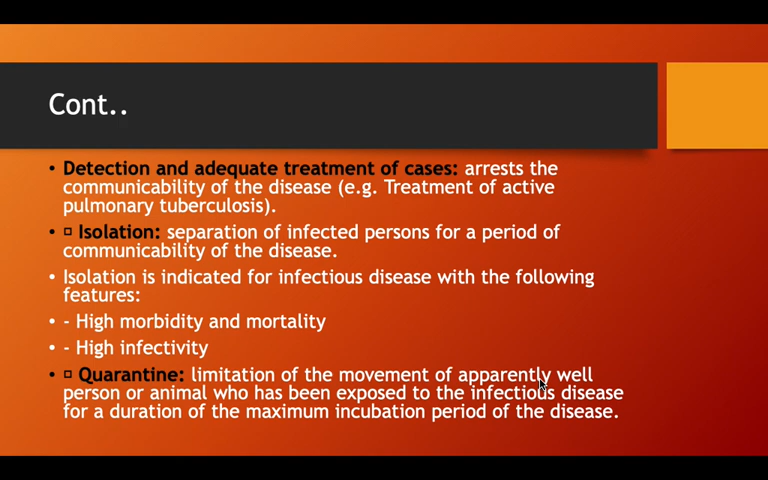 Cont..
• Detection and adequate treatment of cases: arrests the
communicability of the disease (e.g. Treatment of active
pulmonary tuberculosis).
• □ Isolation: separation of infected persons for a period of
communicability of the disease.
• Isolation is indicated for infectious disease with the following
features:
• - High morbidity and mortality
• - High infectivity
• □ Quarantine: limitation of the movement of apparently well
person or animal who has been exposed to the infectious disease
for a duration of the maximum incubation period of the disease.